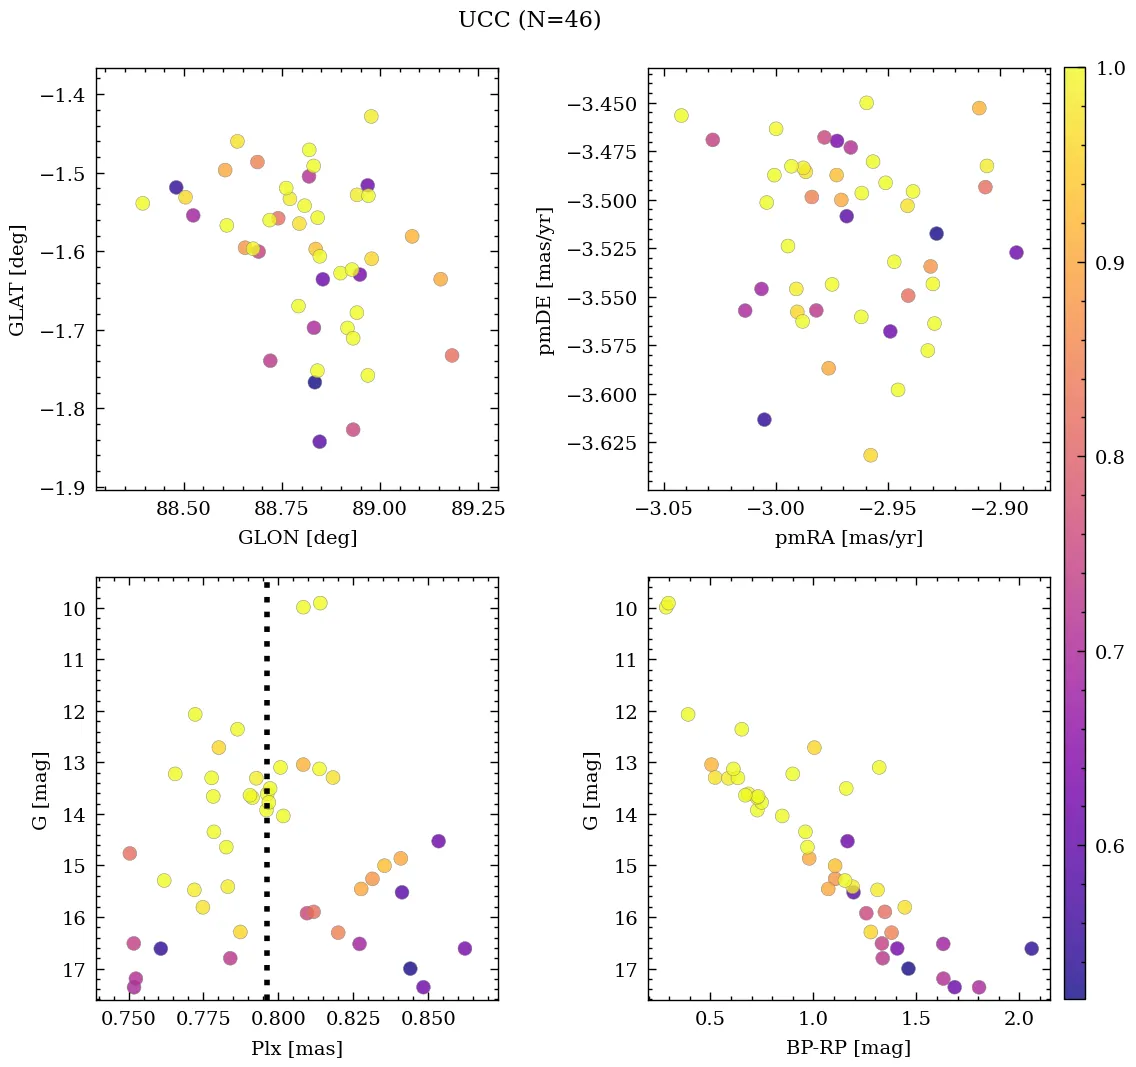 UCC (N=46)
−1.4
−1.5
−1.6
−1.7
−1.8
−1.9
GLAT [deg]
88.50 88.75 89.00 89.25
GLON [deg]
−3.450
−3.475
−3.500
−3.525
−3.550
−3.575
−3.600
−3.625
pmDE [mas/yr]
−3.05 −3.00 −2.95 −2.90
pmRA [mas/yr]
1.0
0.9
0.8
0.7
0.6
10
11
12
13
14
15
16
17
G [mag]
0.750 0.775 0.800 0.825 0.850
Plx [mas]
10
11
12
13
14
15
16
17
G [mag]
0.5 1.0 1.5 2.0
BP-RP [mag]